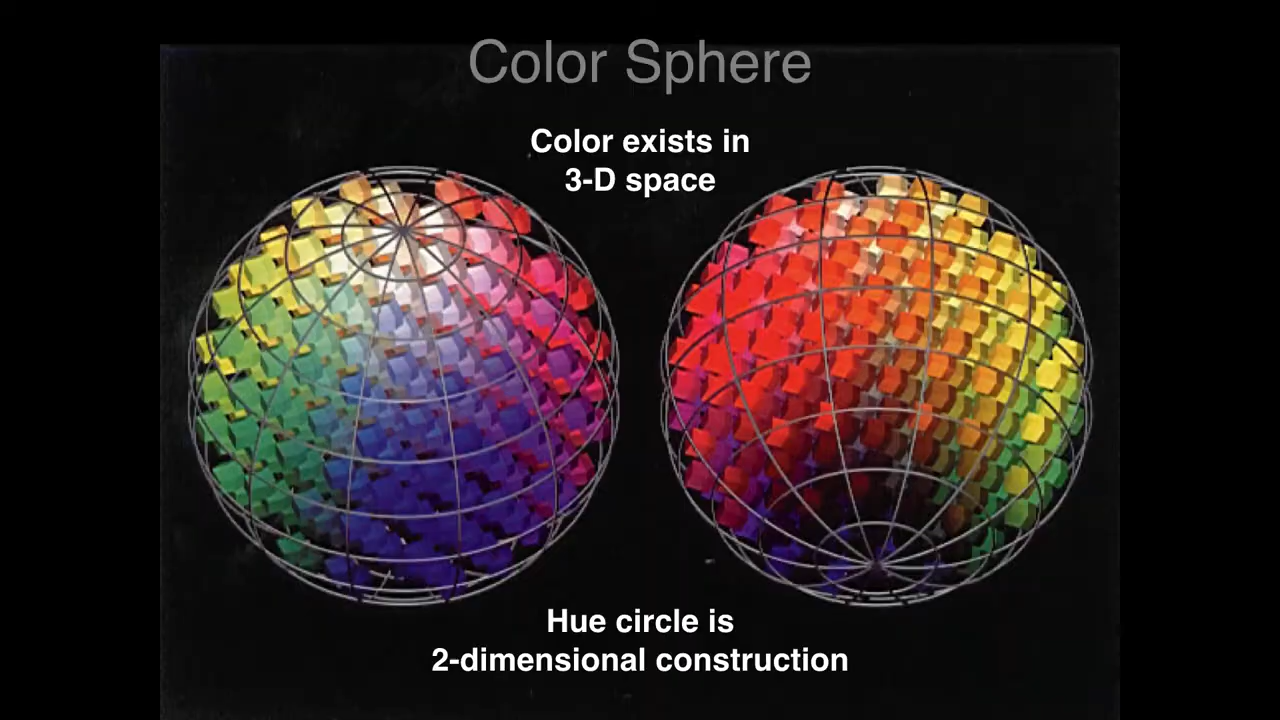 Color Sphere
Color exists in
3-D space
Hue circle is
2-dimensional construction